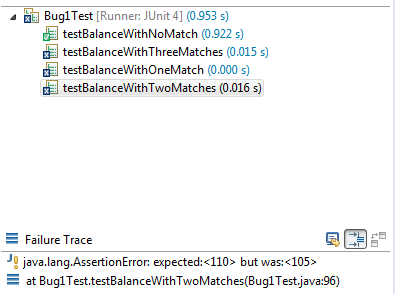 Bug1Test [Runner: JUnit 4] (0.953 s)
testBalanceWithNoMatch (0.922 s)
testBalanceWithThreeMatches (0.015 s)
testBalanceWithOneMatch (0.000 s)
testBalanceWithTwoMatches (0.016 s)
Failure Trace
java.lang.AssertionError: expected:<110> but was:<105>
at Bug1Test.testBalanceWithTwoMatches(Bug1Test.java:96)